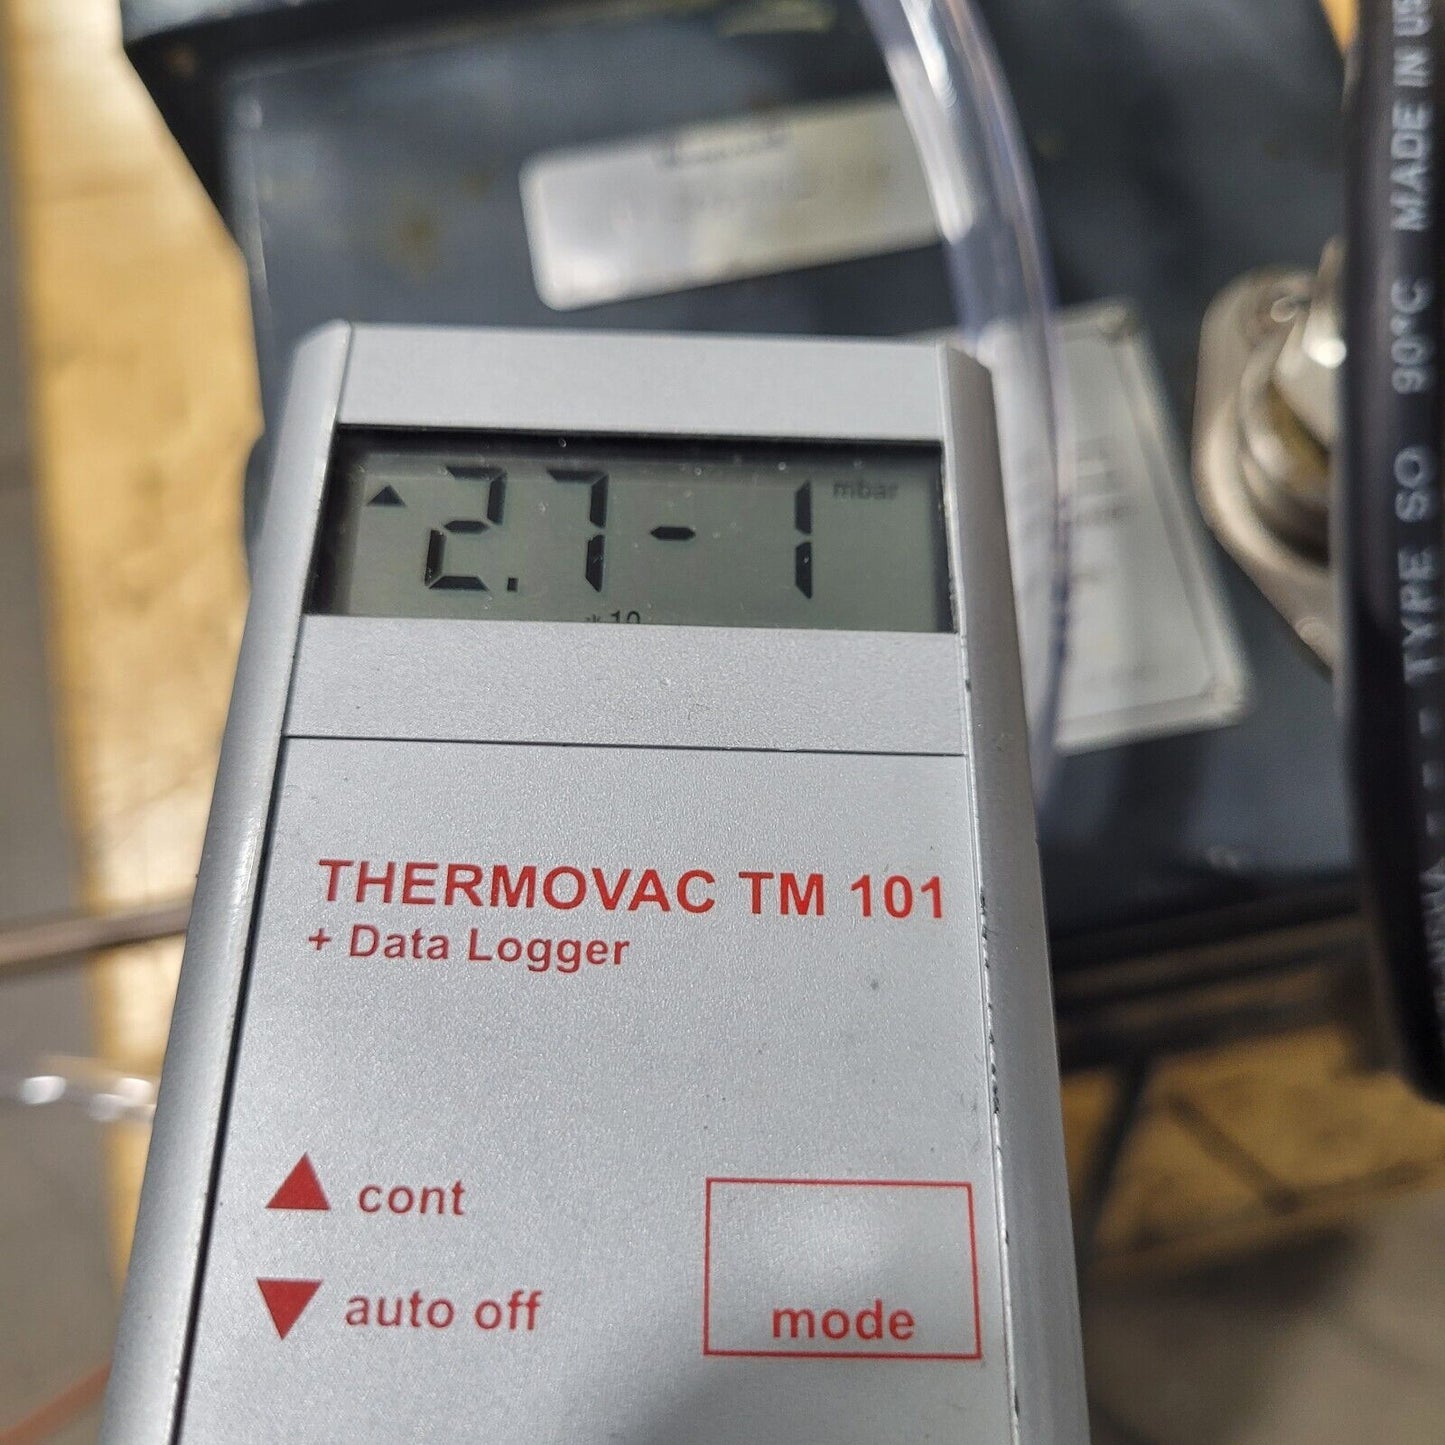 ▲ 2.7 - 1 mbar
*10
THERMOVAC TM 101
+ Data Logger
▲ cont
▼ auto off
mode
TYPE SO 90°C MADE IN US